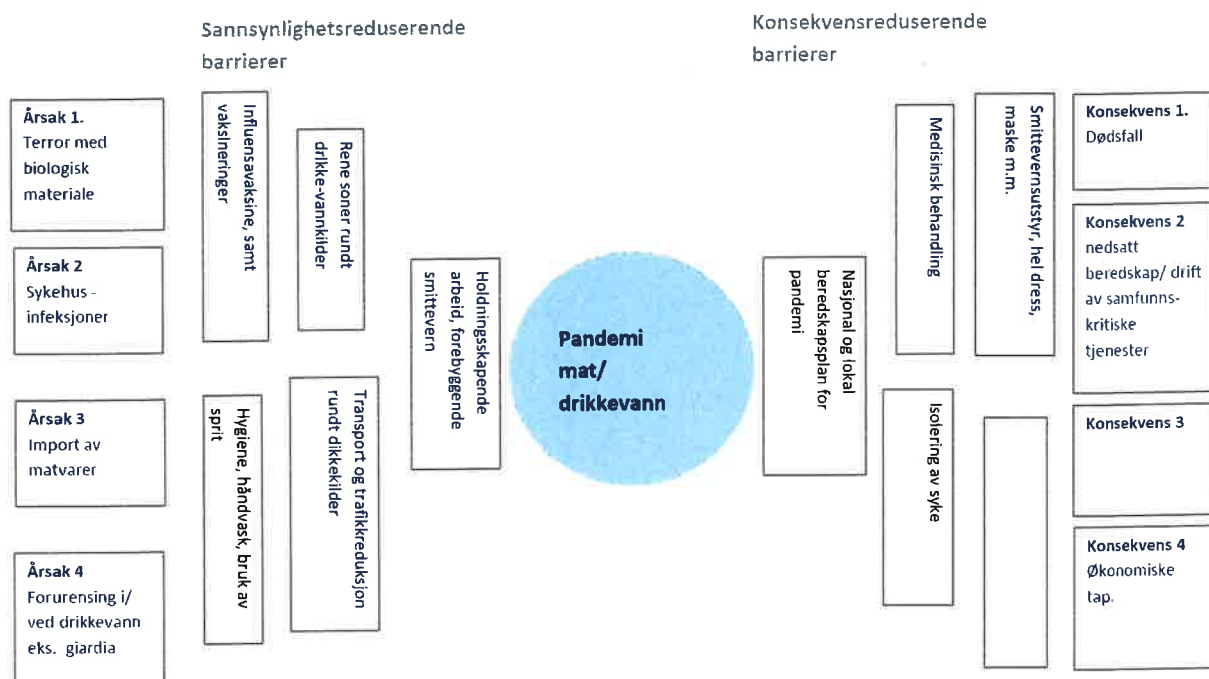 Sannsynlighetsreduserende
barrierer
Konsekvensreduserende
barrierer
Årsak 1.
Terror med
biologisk
materiale
Årsak 2
Sykehus -
infeksjoner
Årsak 3
Import av
matvarer
Årsak 4
Forurensing i/
ved drikkevann
eks. giardia
Influensavaksine, samt
vaksineringer
Hygiene, håndvask, bruk av
sprit
Rene soner rundt
drikke-vannkilder
Transport og trafikkreduksjon
rundt dikkekilder
Holdningsskapende
arbeid, forebyggende
smittevern
Pandemi
mat/
drikkevann
Nasjonal og lokal
beredskapsplan for
pandemi
Medisinsk behandling
Isolering av syke
Smittevernsutstyr, hel dress,
maske m.m.
Konsekvens 1.
Dødsfall
Konsekvens 2
nedsatt
beredskap/ drift
av samfunns-
kritiske
tjenester
Konsekvens 3
Konsekvens 4
Økonomiske
tap.